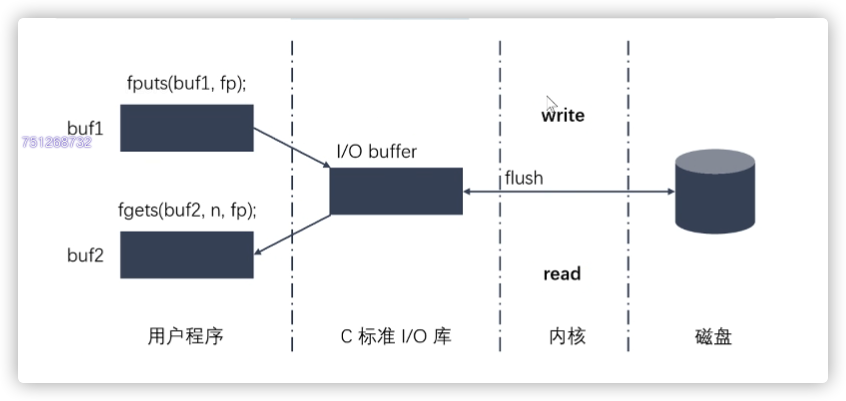 fputs(buf1, fp);
buf1
751268732
I/O buffer
write
flush
fgets(buf2, n, fp);
buf2
read
用户程序
C 标准 I/O 库
内核
磁盘